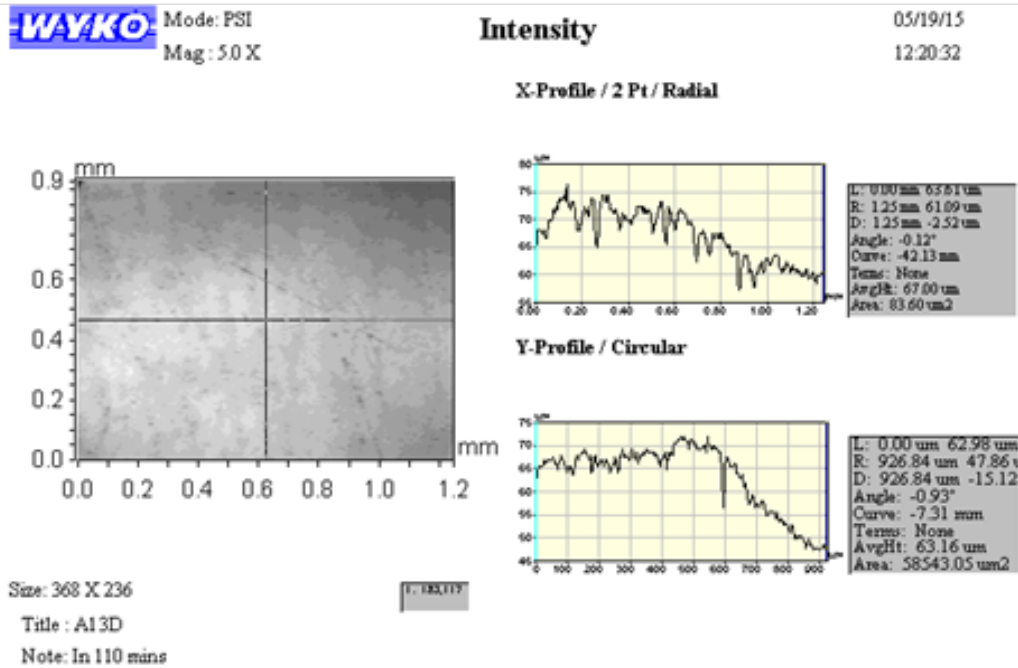 WYKO
Mode: PSI
Mag : 5.0 X
Intensity
05/19/15
12:20:32
X-Profile / 2 Pt / Radial
mm
0.9
0.6
0.4
0.2
0.0
0.0 0.2 0.4 0.6 0.8 1.0 1.2
mm
80
75
70
65
60
55
0.00 0.20 0.40 0.60 0.80 1.00 1.20
L: 0.00 mm 63.61 um
R: 1.25 mm 61.09 um
D: 1.25 mm -2.52 um
Angle: -0.12°
Curve: -42.13 mm
Terms: None
AvgHt: 67.00 um
Area: 83.60 um2
Y-Profile / Circular
75
70
65
60
55
50
45
0 100 200 300 400 500 600 700 800 900
L: 0.00 um 62.98 um
R: 926.84 um 47.86 u
D: 926.84 um -15.12
Angle: -0.93°
Curve: -7.31 mm
Terms: None
AvgHt: 63.16 um
Area: 58543.05 um2
Size: 368 X 236
Title : A13D
Note: In 110 mins